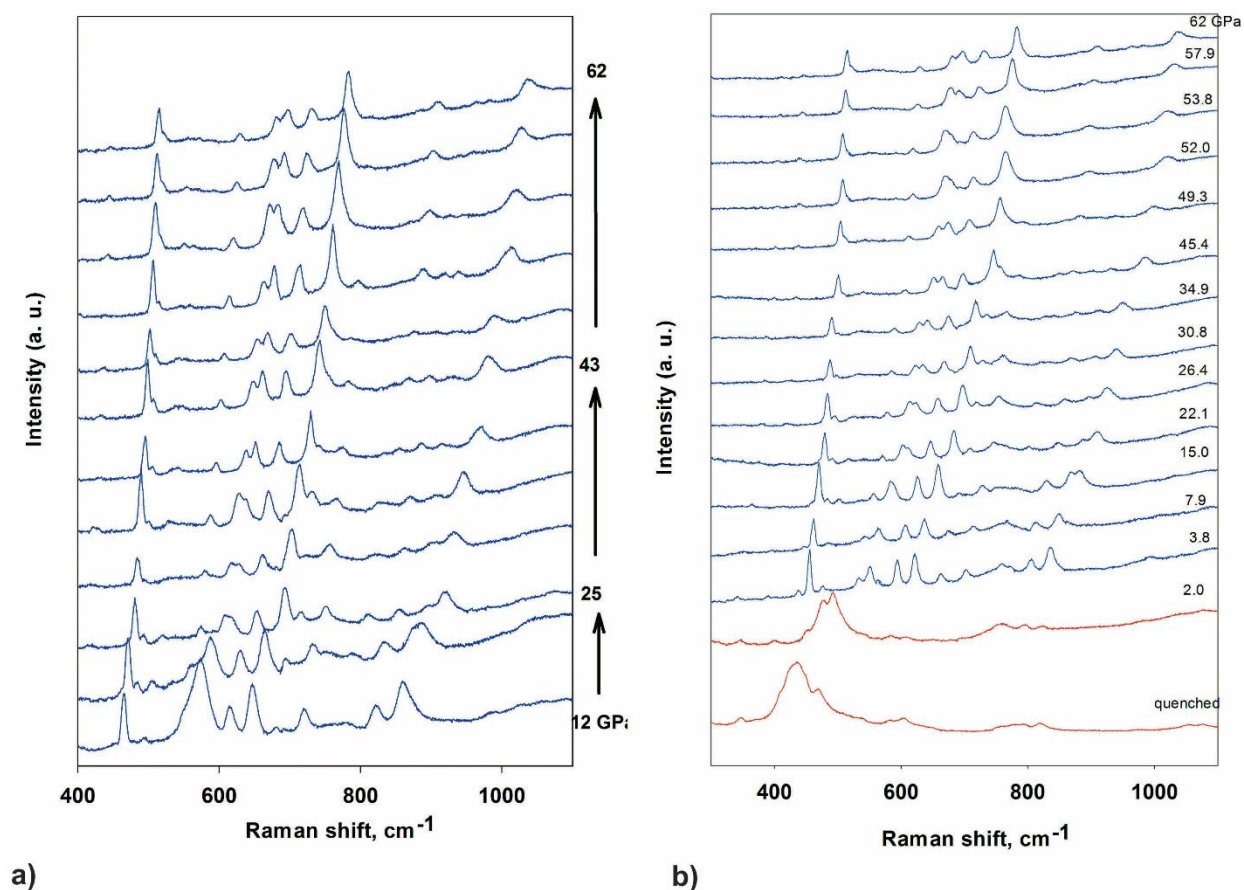 62
43
25
12 GPa
Intensity (a. u.)
400 600 800 1000
Raman shift, cm-1
a)
62 GPa
57.9
53.8
52.0
49.3
45.4
34.9
30.8
26.4
22.1
15.0
7.9
3.8
2.0
quenched
Intensity (a. u.)
400 600 800 1000
Raman shift, cm-1
b)